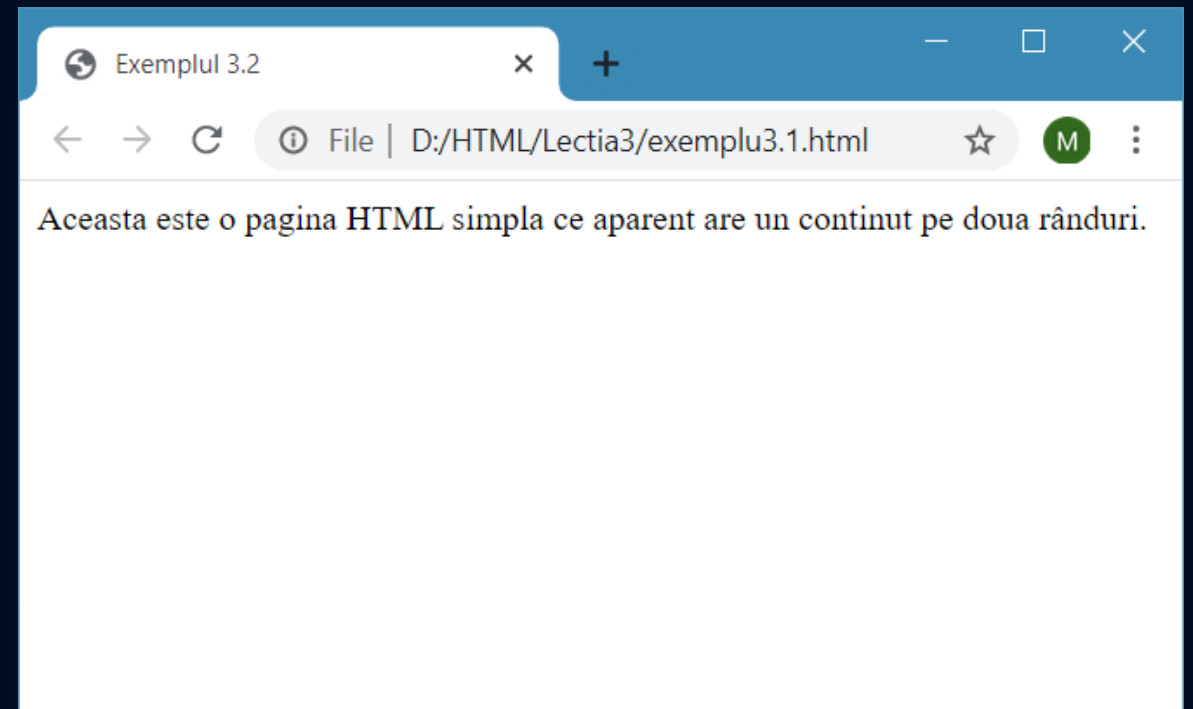 Exemplul 3.2
File | D:/HTML/Lectia3/exemplu3.1.html
M
Aceasta este o pagina HTML simpla ce aparent are un continut pe doua rânduri.